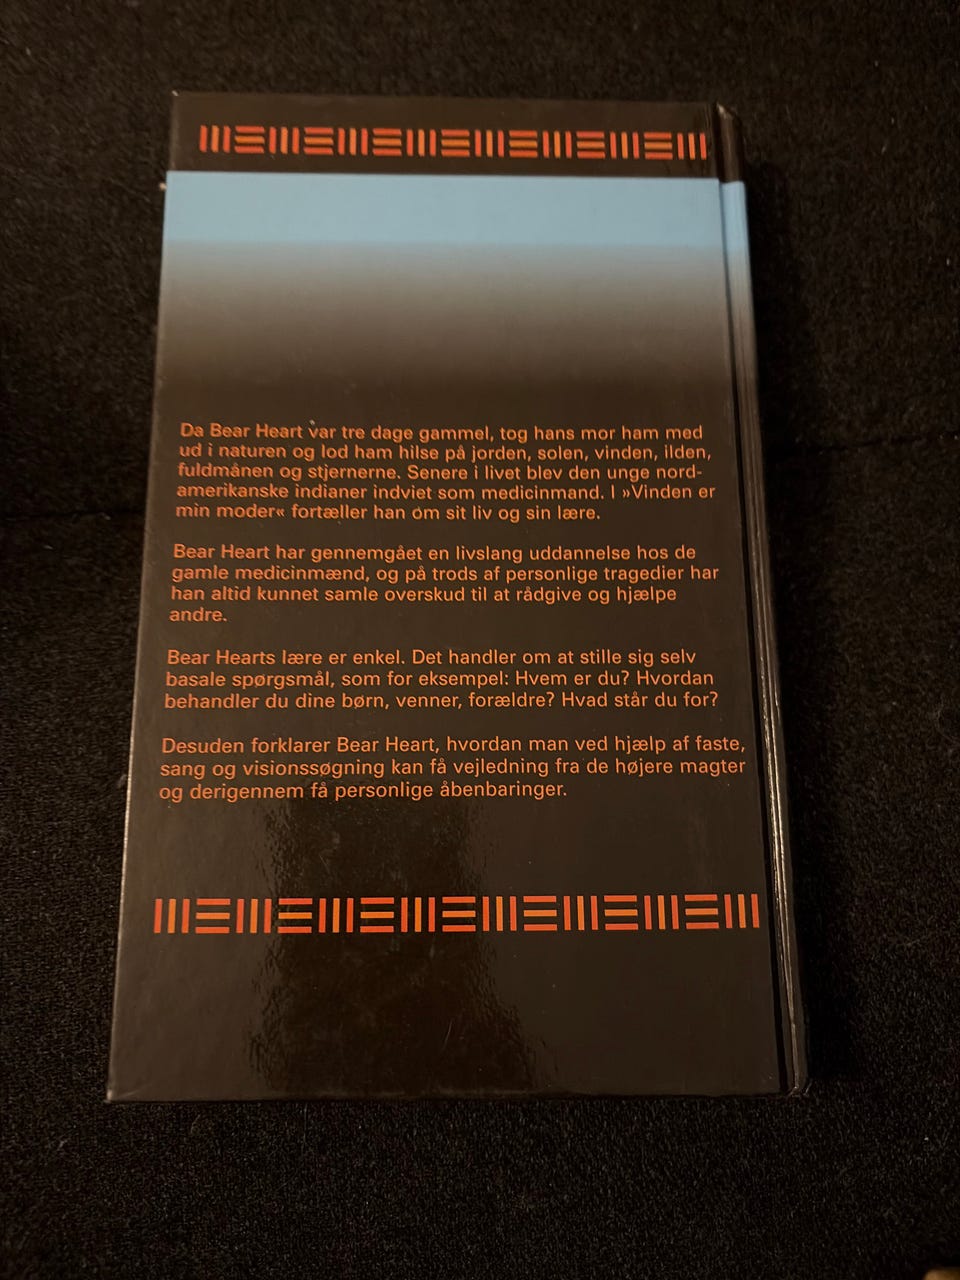 Da Bear Heart var tre dage gammel, tog hans mor ham med
ud i naturen og lod ham hilse på jorden, solen, vinden, ilden,
fuldmånen og stjernerne. Senere i livet blev den unge nord-
amerikanske indianer indviet som medicinmand. I »Vinden er
min moder« fortæller han om sit liv og sin lære.
Bear Heart har gennemgået en livslang uddannelse hos de
gamle medicinmænd, og på trods af personlige tragedier har
han altid kunnet samle overskud til at rådgive og hjælpe
andre.
Bear Hearts lære er enkel. Det handler om at stille sig selv
basale spørgsmål, som for eksempel: Hvem er du? Hvordan
behandler du dine børn, venner, forældre? Hvad står du for?
Desuden forklarer Bear Heart, hvordan man ved hjælp af faste,
sang og visionssøgning kan få vejledning fra de højere magter
og derigennem få personlige åbenbaringer.